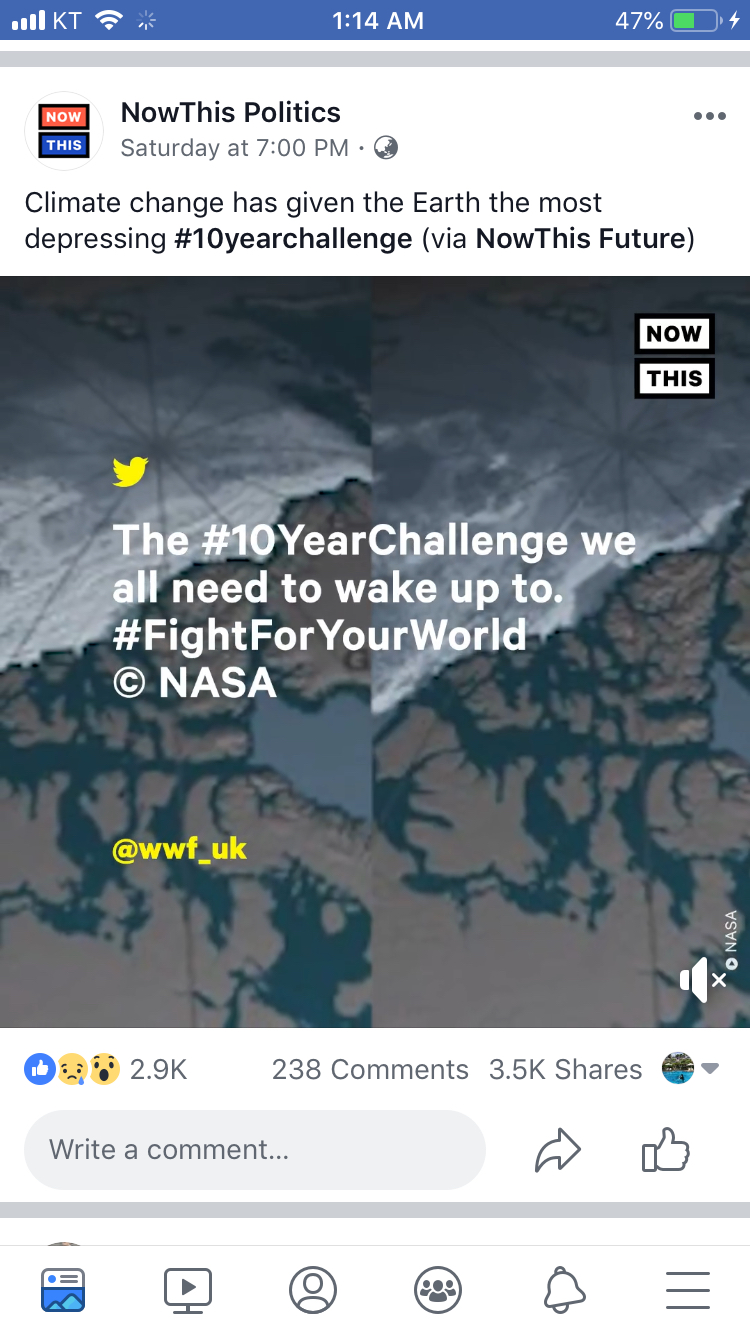 KT 1:14 AM 47%
NOW
THIS
NowThis Politics
Saturday at 7:00 PM ·
Climate change has given the Earth the most
depressing #10yearchallenge (via NowThis Future)
NOW
THIS
The #10YearChallenge we
all need to wake up to.
#FightForYourWorld
© NASA
@wwf_uk
NASA
2.9K 238 Comments 3.5K Shares
Write a comment...